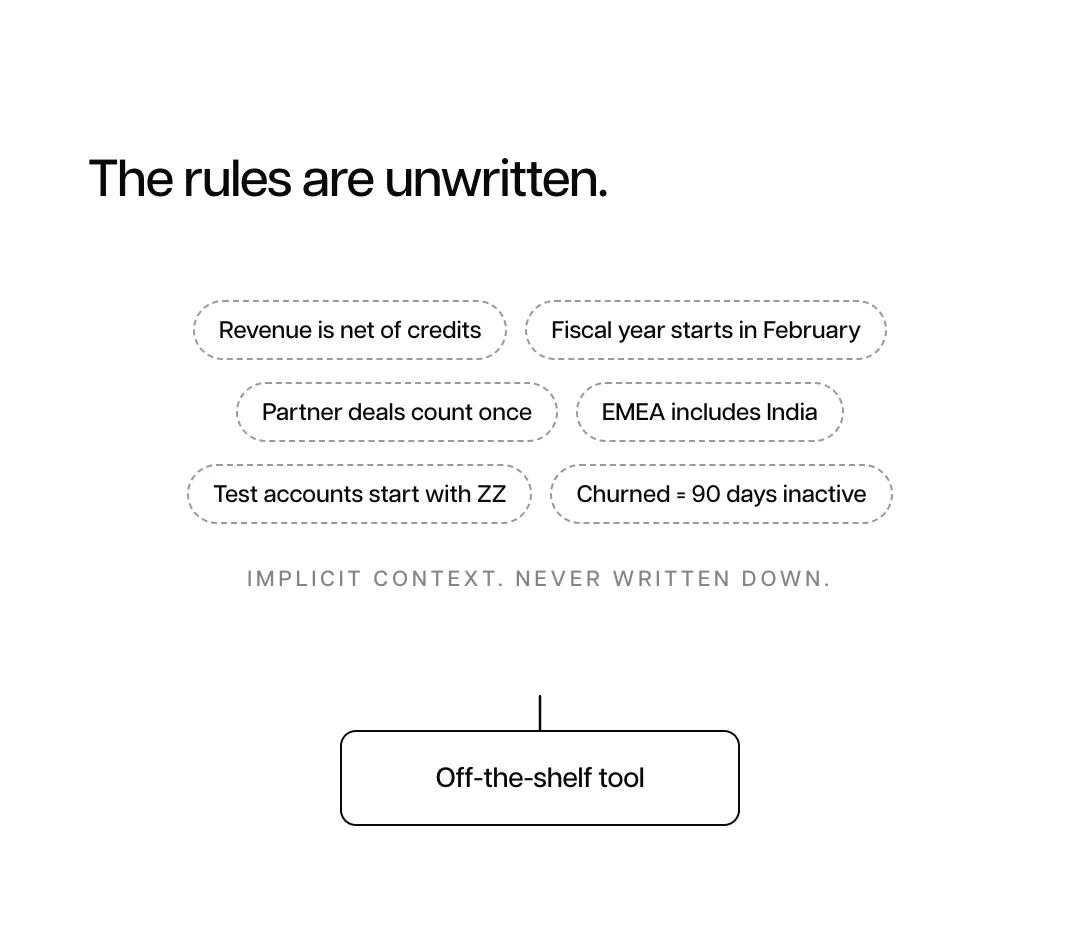 The rules are unwritten.
Revenue is net of credits
Fiscal year starts in February
Partner deals count once
EMEA includes India
Test accounts start with ZZ
Churned = 90 days inactive
IMPLICIT CONTEXT. NEVER WRITTEN DOWN.
Off-the-shelf tool